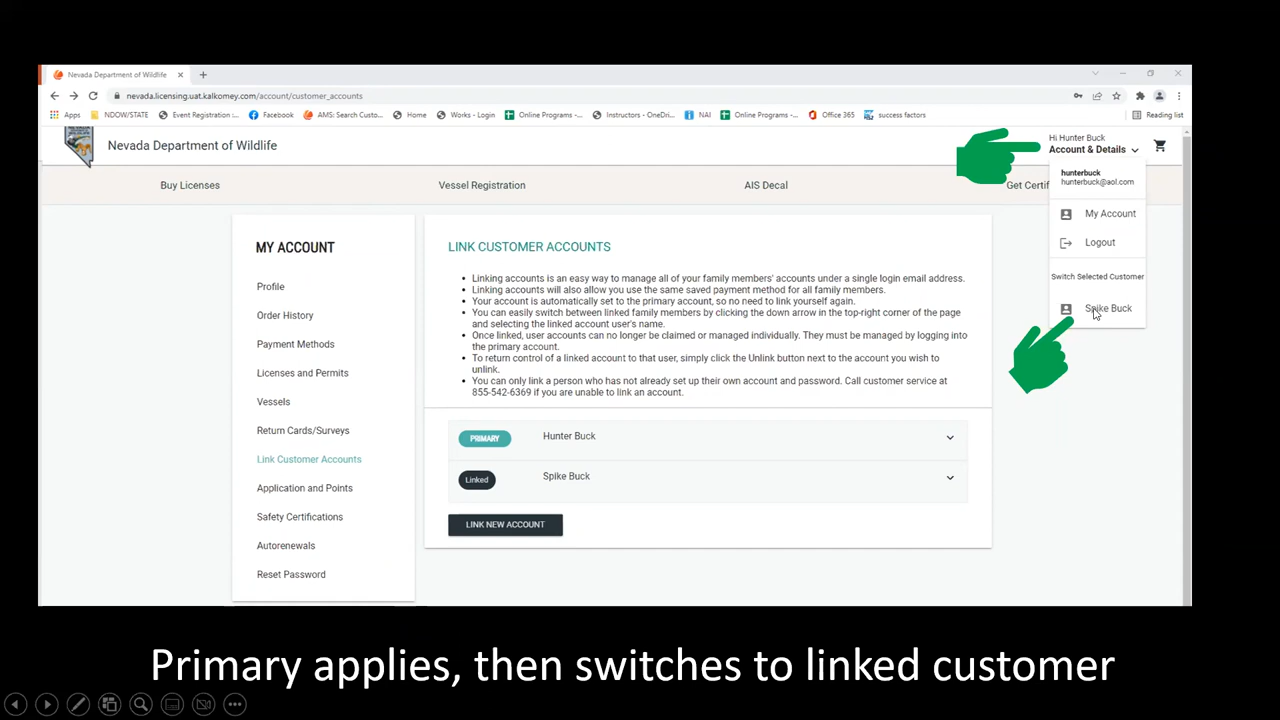 Nevada Department of Wildlife
nevada.licensing.uat.kalkomey.com/account/customer_accounts
Apps NDOW/STATE Event Registration :... Facebook AMS: Search Custo... Home Works - Login Online Programs -... Instructors - OneDri... NAI Online Programs -... Office 365 success factors Reading list
Nevada Department of Wildlife
Hi Hunter Buck
Account & Details
hunterbuck
hunterbuck@aol.com
My Account
Logout
Switch Selected Customer
Spike Buck
Buy Licenses Vessel Registration AIS Decal Get Certif
MY ACCOUNT
Profile
Order History
Payment Methods
Licenses and Permits
Vessels
Return Cards/Surveys
Link Customer Accounts
Application and Points
Safety Certifications
Autorenewals
Reset Password
LINK CUSTOMER ACCOUNTS
• Linking accounts is an easy way to manage all of your family members' accounts under a single login email address.
• Linking accounts will also allow you use the same saved payment method for all family members.
• Your account is automatically set to the primary account, so no need to link yourself again.
• You can easily switch between linked family members by clicking the down arrow in the top-right corner of the page
and selecting the linked account user's name.
• Once linked, user accounts can no longer be claimed or managed individually. They must be managed by logging into
the primary account.
• To return control of a linked account to that user, simply click the Unlink button next to the account you wish to
unlink.
• You can only link a person who has not already set up their own account and password. Call customer service at
855-542-6369 if you are unable to link an account.
PRIMARY Hunter Buck
Linked Spike Buck
LINK NEW ACCOUNT
Primary applies, then switches to linked customer